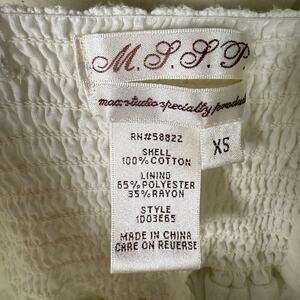 M.S.S.P.
max studio specialty products
RN#58822
XS
SHELL
100%COTTON
LINING
65%POLYESTER
35%RAYON
STYLE
1D03E65
MADE IN CHINA
CARE ON REVERSE